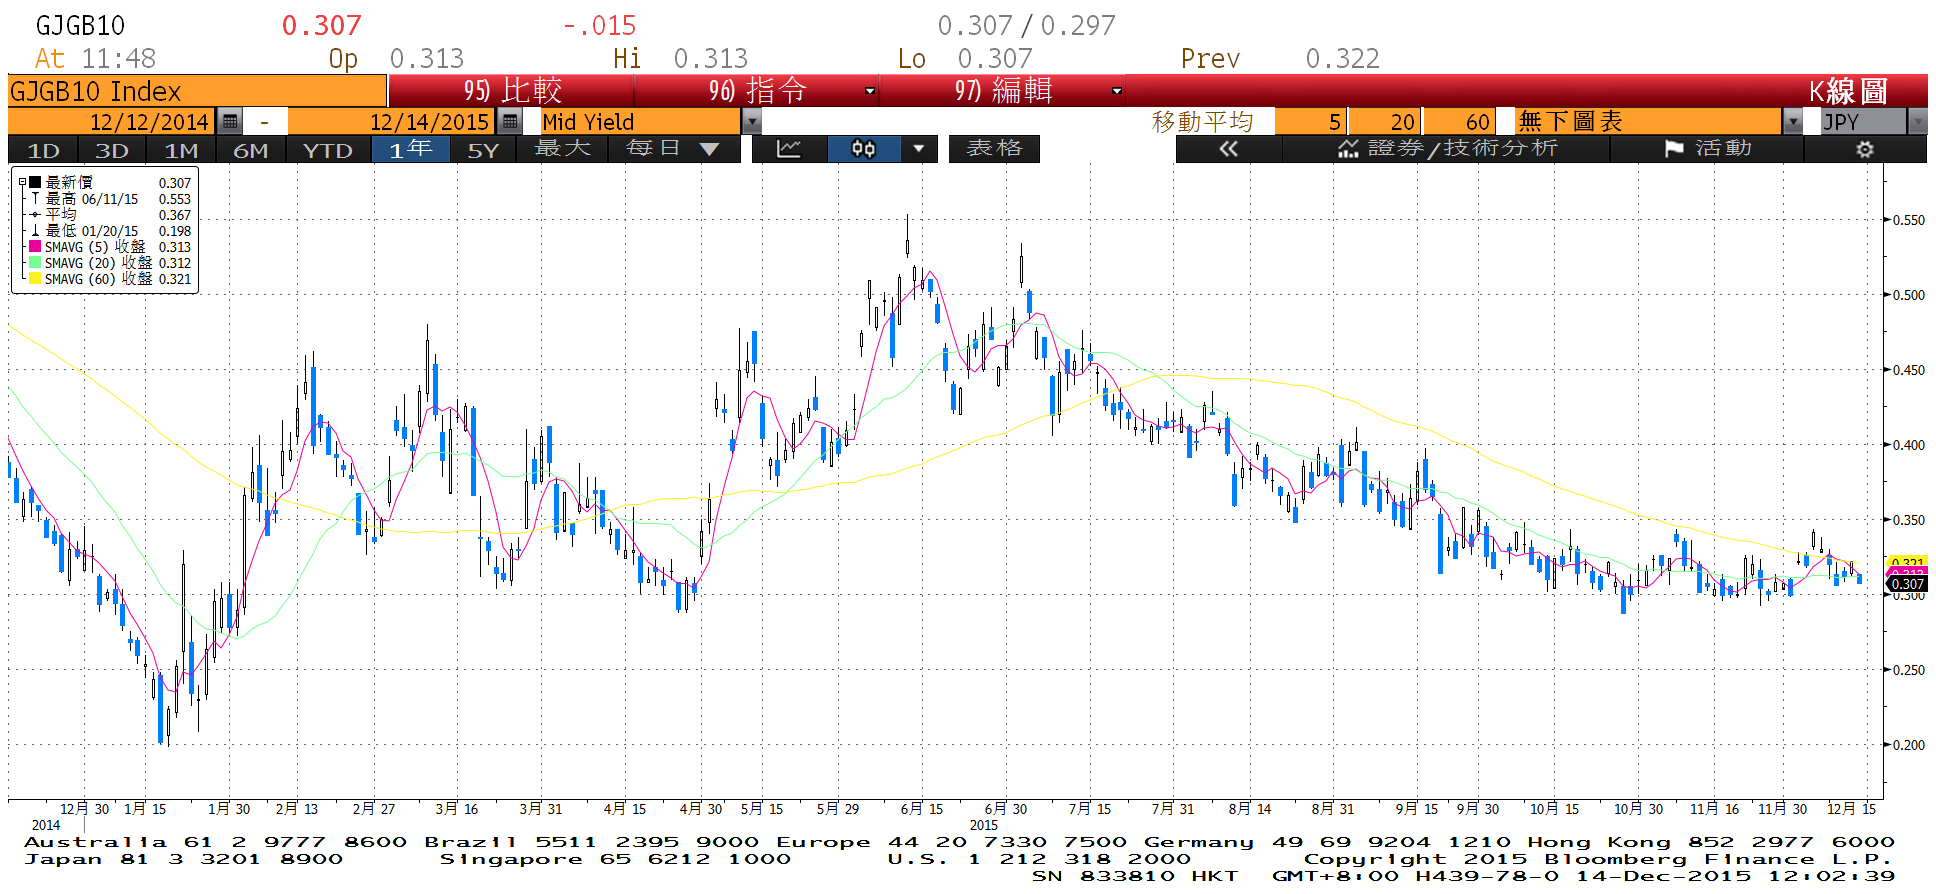 GJGB10 0.307 -.015 0.307 / 0.297
At 11:48 Op 0.313 Hi 0.313 Lo 0.307 Prev 0.322
GJGB10 Index 95) 比較 96) 指令 97) 編輯 K線圖
12/12/2014 - 12/14/2015 Mid Yield 移動平均 5 20 60 無下圖表 JPY
1D 3D 1M 6M YTD 1年 5Y 最大 每日 表格 證券/技術分析 活動
最新價 0.307
最高 06/11/15 0.553
平均 0.367
最低 01/20/15 0.198
SMAVG (5) 收盤 0.313
SMAVG (20) 收盤 0.312
SMAVG (60) 收盤 0.321
0.550
0.500
0.450
0.400
0.350
0.321
0.313
0.307
0.300
0.250
0.200
12月 30 1月 15 1月 30 2月 13 2月 27 3月 16 3月 31 4月 15 4月 30 5月 15 5月 29 6月 15 6月 30 7月 15 7月 31 8月 14 8月 31 9月 15 9月 30 10月 15 10月 30 11月 16 11月 30 12月 15
2014 2015
Australia 61 2 9777 8600 Brazil 5511 2395 9000 Europe 44 20 7330 7500 Germany 49 69 9204 1210 Hong Kong 852 2977 6000
Japan 81 3 3201 8900 Singapore 65 6212 1000 U.S. 1 212 318 2000 Copyright 2015 Bloomberg Finance L.P.
SN 833810 HKT GMT+8:00 H439-78-0 14-Dec-2015 12:02:39